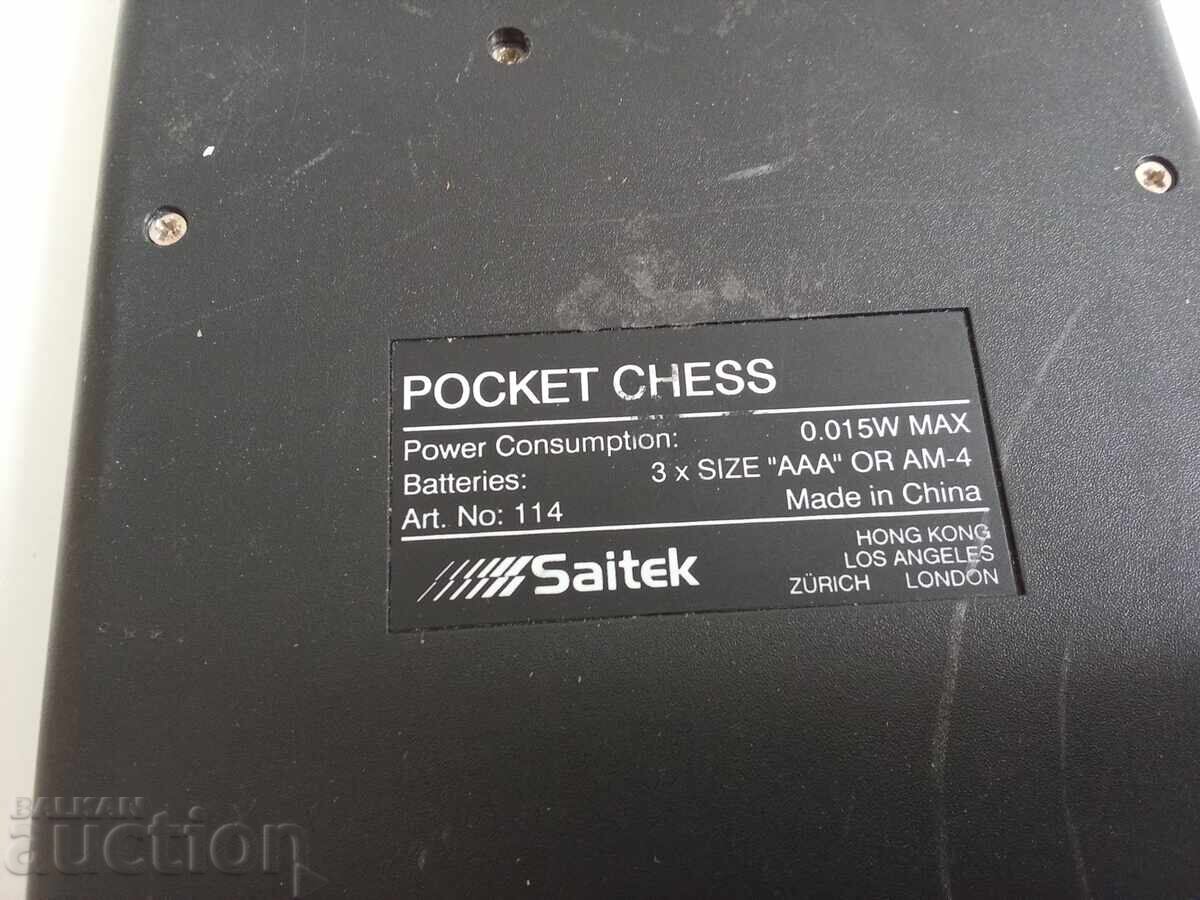 POCKET CHESS
Power Consumption: 0.015W MAX
Batteries: 3 x SIZE "AAA" OR AM-4
Art. No: 114 Made in China
Saitek
HONG KONG
LOS ANGELES
ZÜRICH LONDON
BALKAN
auction